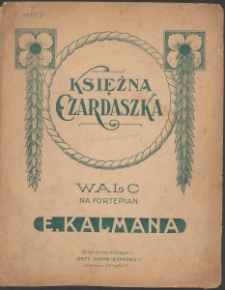 KSIĘŻNA
CZARDASZKA
WALC
NA FORTEPIAN
E. KALMANA